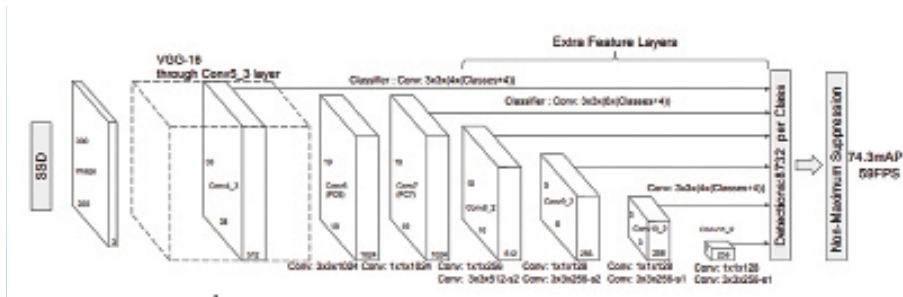 Extra Feature Layers
VGG-16
through Conv5_3 layer
Classifier : Conv: 3x3x(4x(Classes+4))
Classifier : Conv: 3x3x(6x(Classes+4))
SSD
300
300
3
38
Conv4_3
38
512
19
Conv6
(FC6)
19
1024
19
Conv7
(FC7)
19
1024
10
Conv8_2
10
512
5
Conv9_2
5
256
Conv: 3x3x(4x(Classes+4))
3
Conv10_2
3
256
256
Detections:8732 per Class
Non-Maximum Suppression
74.3mAP
59FPS
Conv: 3x3x1024
Conv: 1x1x1024
Conv: 1x1x256
Conv: 3x3x512-s2
Conv: 1x1x128
Conv: 3x3x256-s2
Conv: 1x1x128
Conv: 3x3x256-s1
Conv: 1x1x128
Conv: 3x3x256-s1